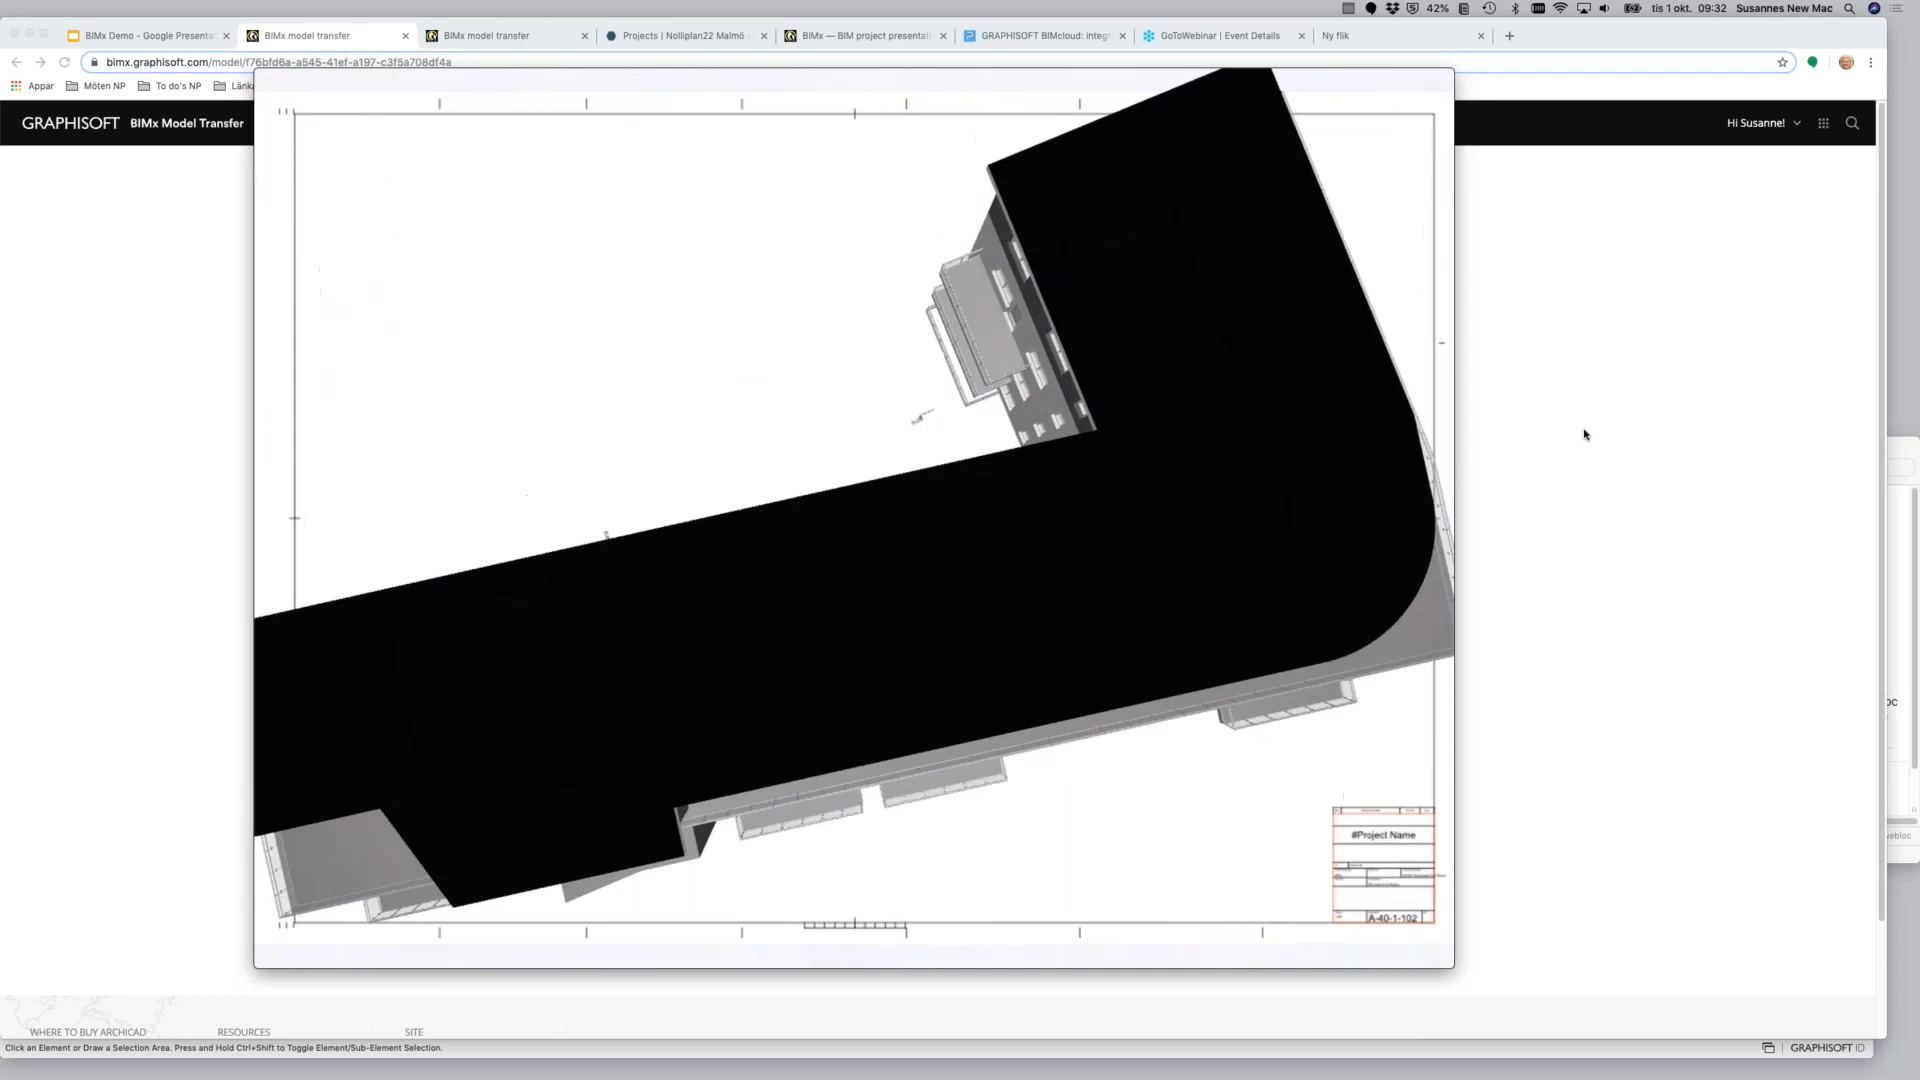 42% tis 1 okt. 09:32 Susannes New Mac
BIMx Demo - Google Presenta
BIMx model transfer
BIMx model transfer
Projects | Nolliplan22 Malmö -
BIMx — BIM project presentati
GRAPHISOFT BIMcloud: integ
GoToWebinar | Event Details
Ny flik
bimx.graphisoft.com/model/f76bfd6a-a545-41ef-a197-c3f5a708df4a
Appar
Möten NP
To do's NP
Länka
GRAPHISOFT BIMx Model Transfer
Hi Susanne!
#Project Name
A-40-1-102
WHERE TO BUY ARCHICAD
RESOURCES
SITE
Click an Element or Draw a Selection Area. Press and Hold Ctrl+Shift to Toggle Element/Sub-Element Selection.
GRAPHISOFT ID